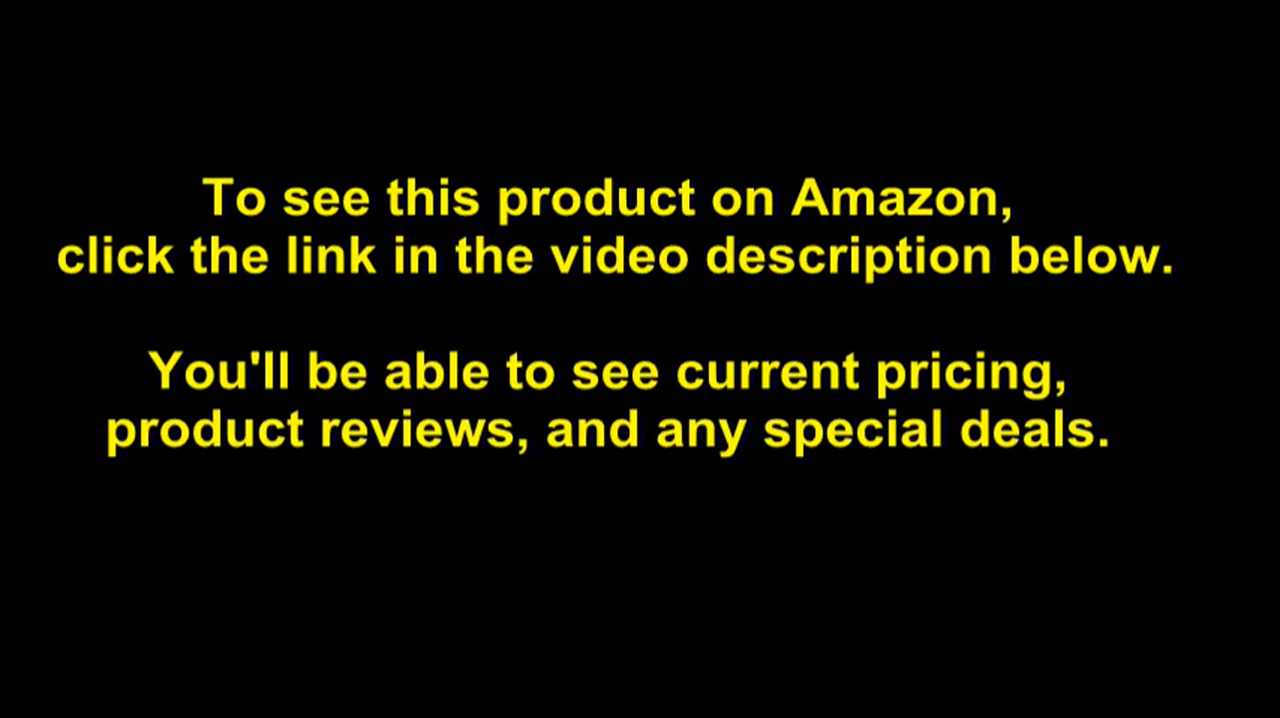 To see this product on Amazon,
click the link in the video description below.
You'll be able to see current pricing,
product reviews, and any special deals.